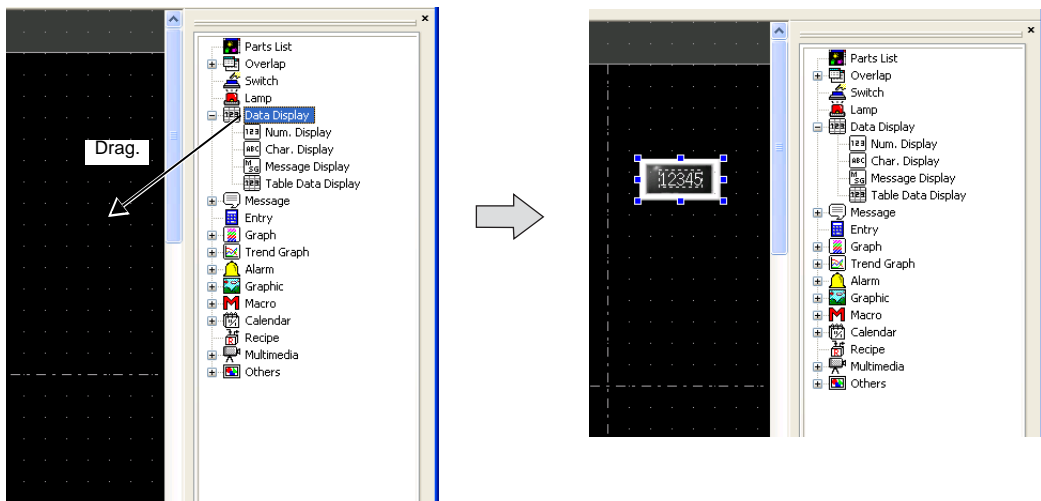 Parts List
Overlap
Switch
Lamp
Data Display
Num. Display
Char. Display
Message Display
Table Data Display
Message
Entry
Graph
Trend Graph
Alarm
Graphic
Macro
Calendar
Recipe
Multimedia
Others
Drag.
12345
Parts List
Overlap
Switch
Lamp
Data Display
Num. Display
Char. Display
Message Display
Table Data Display
Message
Entry
Graph
Trend Graph
Alarm
Graphic
Macro
Calendar
Recipe
Multimedia
Others